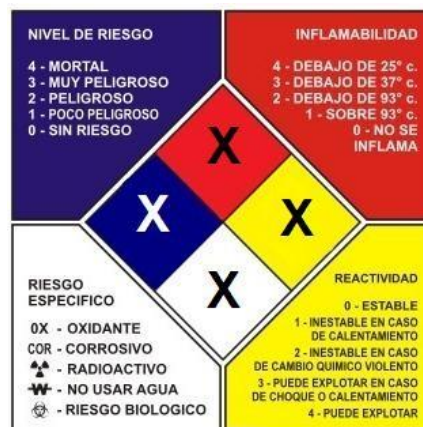 NIVEL DE RIESGO
4 - MORTAL
3 - MUY PELIGROSO
2 - PELIGROSO
1 - POCO PELIGROSO
0 - SIN RIESGO
INFLAMABILIDAD
4 - DEBAJO DE 25° c.
3 - DEBAJO DE 37° c.
2 - DEBAJO DE 93° c.
1 - SOBRE 93° c.
0 - NO SE
INFLAMA
X
X
X
X
RIESGO
ESPECIFICO
0X - OXIDANTE
COR - CORROSIVO
- RADIOACTIVO
W - NO USAR AGUA
- RIESGO BIOLOGICO
REACTIVIDAD
0 - ESTABLE
1 - INESTABLE EN CASO
DE CALENTAMIENTO
2 - INESTABLE EN CASO
DE CAMBIO QUIMICO VIOLENTO
3 - PUEDE EXPLOTAR EN CASO
DE CHOQUE O CALENTAMIENTO
4 - PUEDE EXPLOTAR